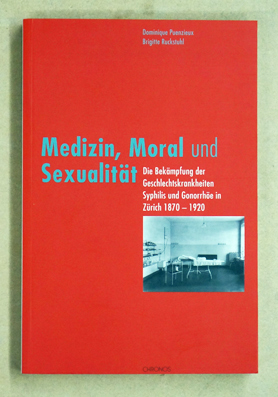 Dominique Puenzieux
Brigitte Ruckstuhl
Medizin, Moral und
Sexualität
Die Bekämpfung der
Geschlechtskrankheiten
Syphilis und Gonorrhöe in
Zürich 1870 – 1920
CHRONOS